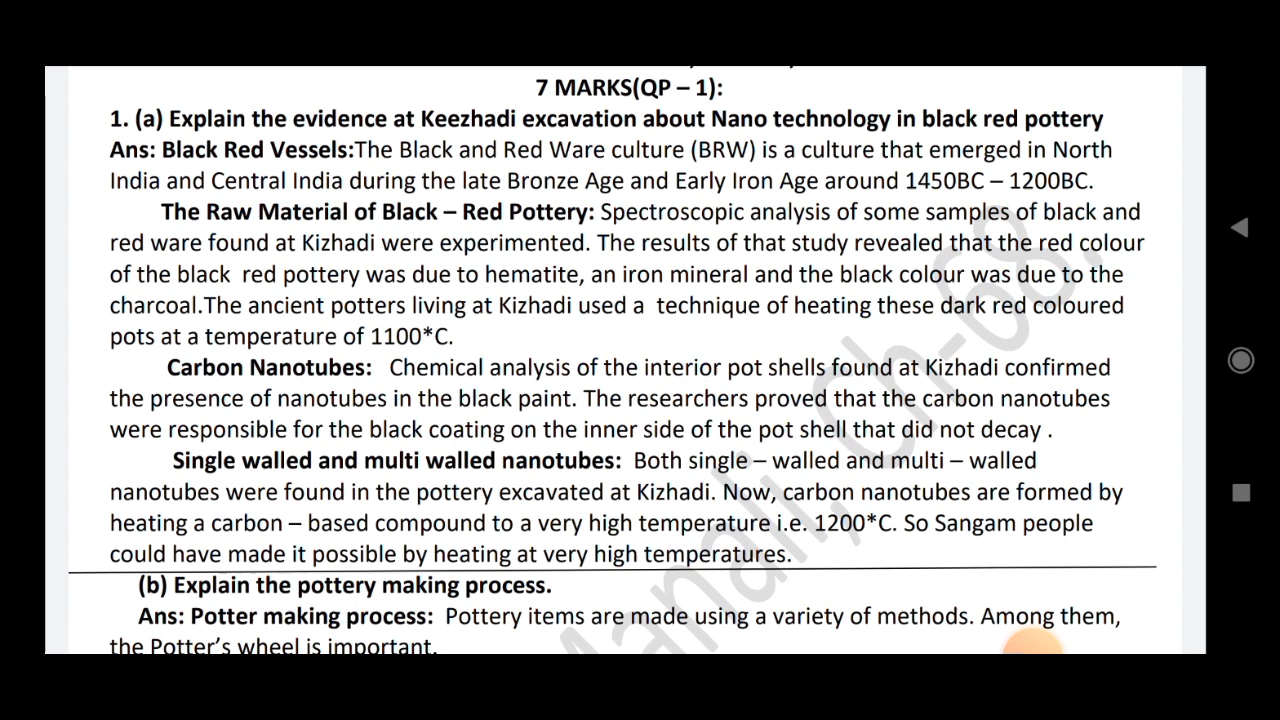 7 MARKS(QP – 1):
1. (a) Explain the evidence at Keezhadi excavation about Nano technology in black red pottery
Ans: Black Red Vessels:The Black and Red Ware culture (BRW) is a culture that emerged in North
India and Central India during the late Bronze Age and Early Iron Age around 1450BC – 1200BC.
The Raw Material of Black – Red Pottery: Spectroscopic analysis of some samples of black and
red ware found at Kizhadi were experimented. The results of that study revealed that the red colour
of the black  red pottery was due to hematite, an iron mineral and the black colour was due to the
charcoal.The ancient potters living at Kizhadi used a  technique of heating these dark red coloured
pots at a temperature of 1100*C.
Carbon Nanotubes:  Chemical analysis of the interior pot shells found at Kizhadi confirmed
the presence of nanotubes in the black paint. The researchers proved that the carbon nanotubes
were responsible for the black coating on the inner side of the pot shell that did not decay .
Single walled and multi walled nanotubes:  Both single – walled and multi – walled
nanotubes were found in the pottery excavated at Kizhadi. Now, carbon nanotubes are formed by
heating a carbon – based compound to a very high temperature i.e. 1200*C. So Sangam people
could have made it possible by heating at very high temperatures.
(b) Explain the pottery making process.
Ans: Potter making process:  Pottery items are made using a variety of methods. Among them,
the Potter's wheel is important.
Manali, Ch-68.